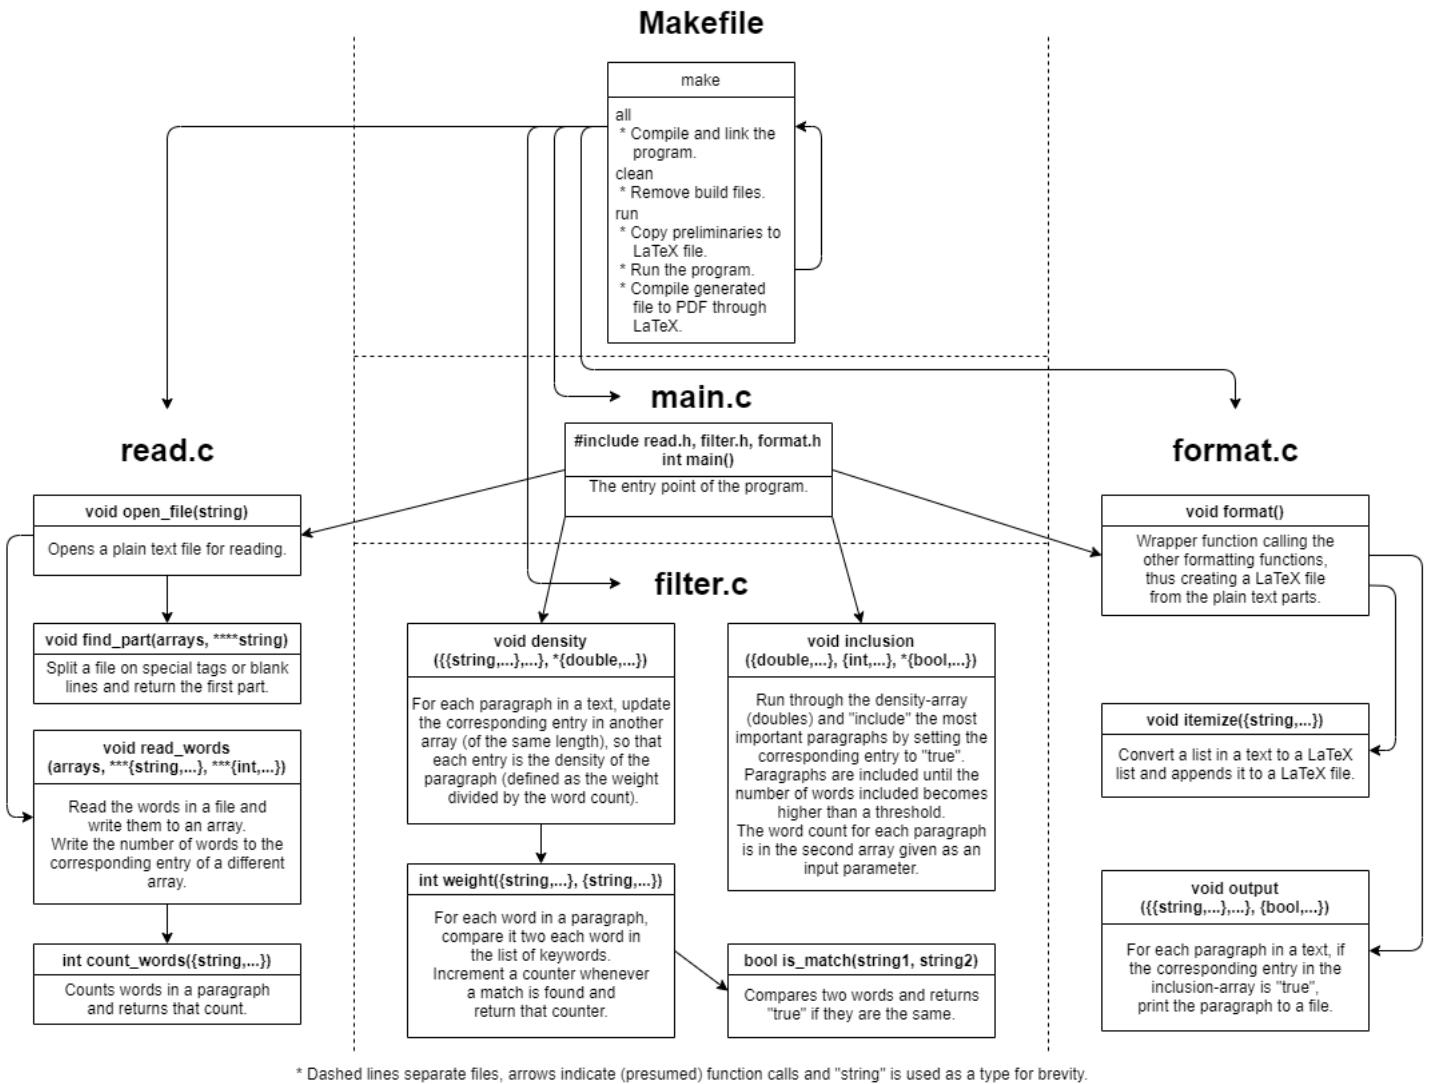 Makefile
make
all
* Compile and link the
program.
clean
* Remove build files.
run
* Copy preliminaries to
LaTeX file.
* Run the program.
* Compile generated
file to PDF through
LaTeX.
main.c
#include read.h, filter.h, format.h
int main()
The entry point of the program.
read.c
void open_file(string)
Opens a plain text file for reading.
void find_part(arrays, ****string)
Split a file on special tags or blank
lines and return the first part.
void read_words
(arrays, ***{string,...}, ***{int,...})
Read the words in a file and
write them to an array.
Write the number of words to the
corresponding entry of a different
array.
int count_words({string,...})
Counts words in a paragraph
and returns that count.
filter.c
void density
({{string,...},...}, *{double,...})
For each paragraph in a text, update
the corresponding entry in another
array (of the same length), so that
each entry is the density of the
paragraph (defined as the weight
divided by the word count).
int weight({string,...}, {string,...})
For each word in a paragraph,
compare it two each word in
the list of keywords.
Increment a counter whenever
a match is found and
return that counter.
void inclusion
({double,...}, {int,...}, *{bool,...})
Run through the density-array
(doubles) and "include" the most
important paragraphs by setting the
corresponding entry to "true".
Paragraphs are included until the
number of words included becomes
higher than a threshold.
The word count for each paragraph
is in the second array given as an
input parameter.
bool is_match(string1, string2)
Compares two words and returns
"true" if they are the same.
format.c
void format()
Wrapper function calling the
other formatting functions,
thus creating a LaTeX file
from the plain text parts.
void itemize({string,...})
Convert a list in a text to a LaTeX
list and appends it to a LaTeX file.
void output
({{string,...},...}, {bool,...})
For each paragraph in a text, if
the corresponding entry in the
inclusion-array is "true",
print the paragraph to a file.
* Dashed lines separate files, arrows indicate (presumed) function calls and "string" is used as a type for brevity.